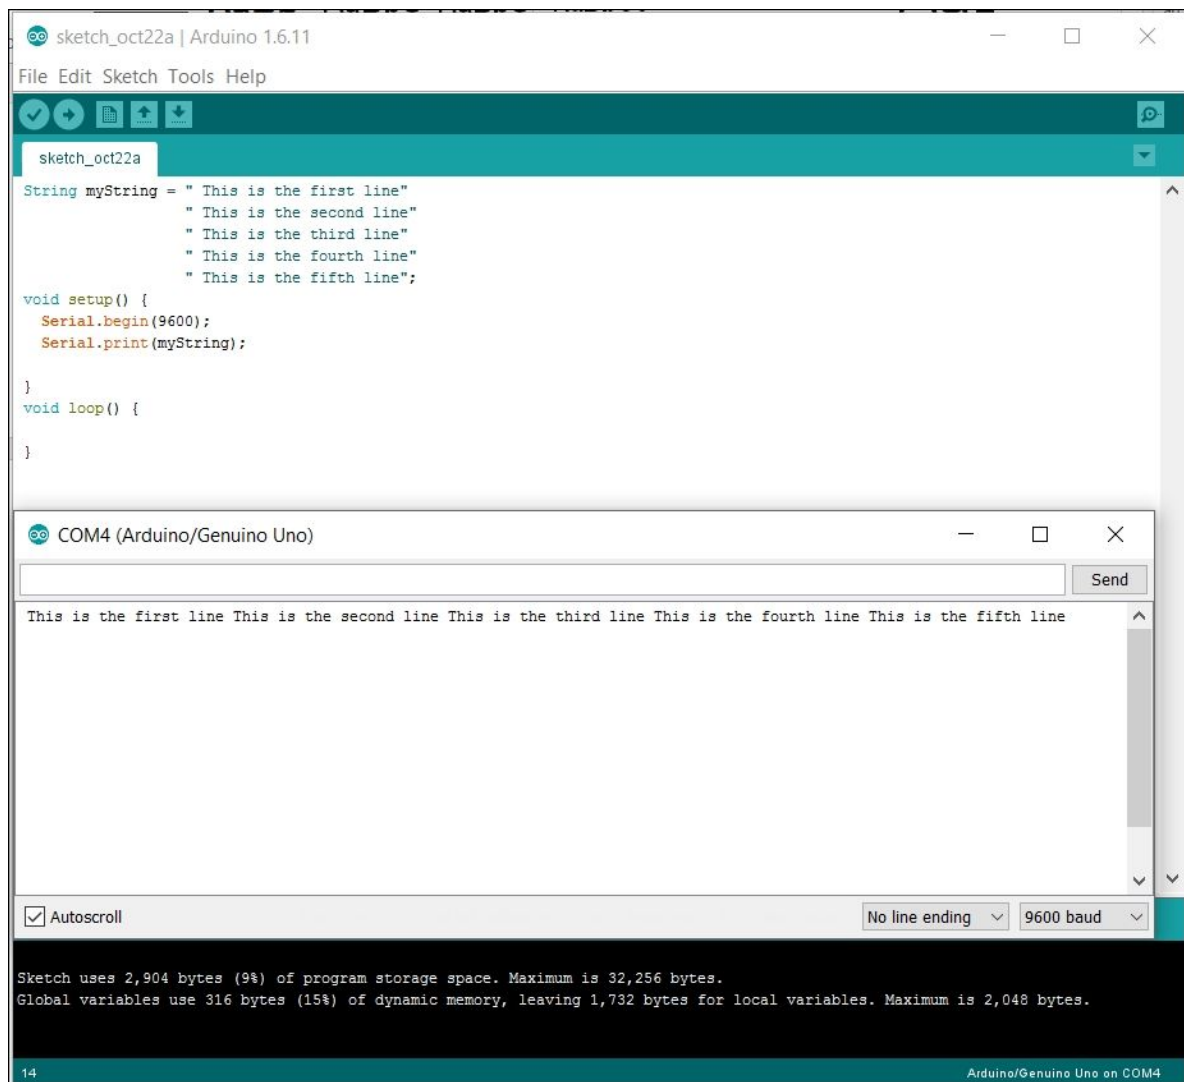 sketch_oct22a | Arduino 1.6.11
File Edit Sketch Tools Help
sketch_oct22a
String myString = " This is the first line"
" This is the second line"
" This is the third line"
" This is the fourth line"
" This is the fifth line";
void setup() {
Serial.begin(9600);
Serial.print(myString);
}
void loop() {
}
COM4 (Arduino/Genuino Uno)
Send
This is the first line This is the second line This is the third line This is the fourth line This is the fifth line
Autoscroll
No line ending
9600 baud
Sketch uses 2,904 bytes (9%) of program storage space. Maximum is 32,256 bytes.
Global variables use 316 bytes (15%) of dynamic memory, leaving 1,732 bytes for local variables. Maximum is 2,048 bytes.
14
Arduino/Genuino Uno on COM4